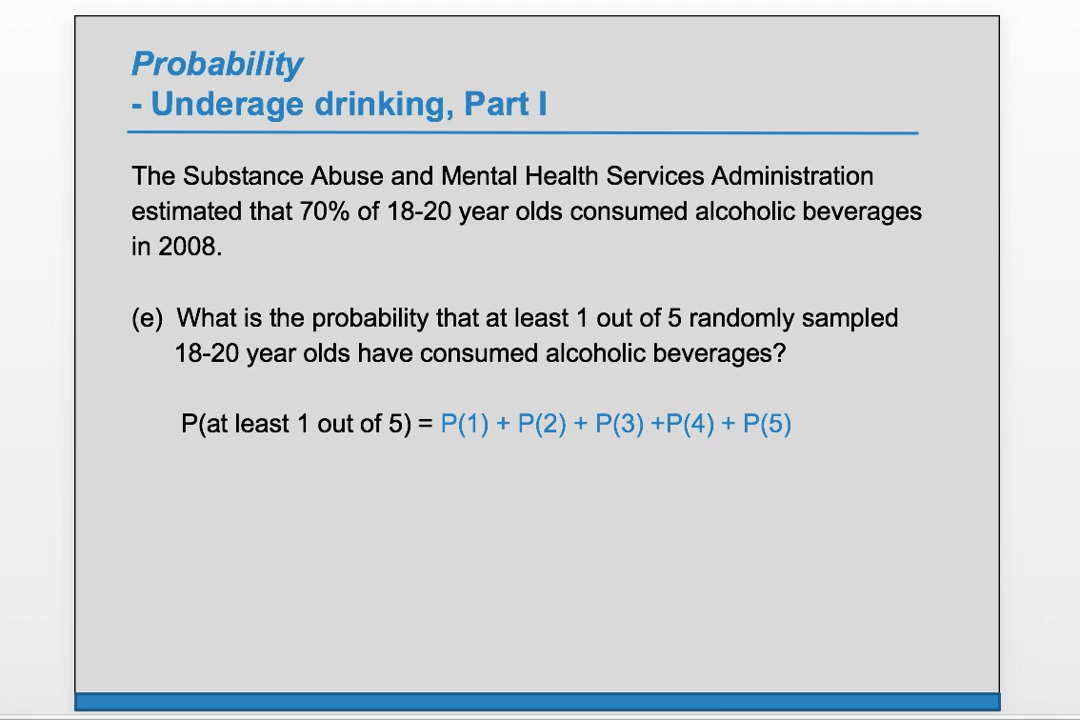 Probability
- Underage drinking, Part I
The Substance Abuse and Mental Health Services Administration
estimated that 70% of 18-20 year olds consumed alcoholic beverages
in 2008.
(e) What is the probability that at least 1 out of 5 randomly sampled
18-20 year olds have consumed alcoholic beverages?
P(at least 1 out of 5) = P(1) + P(2) + P(3) +P(4) + P(5)